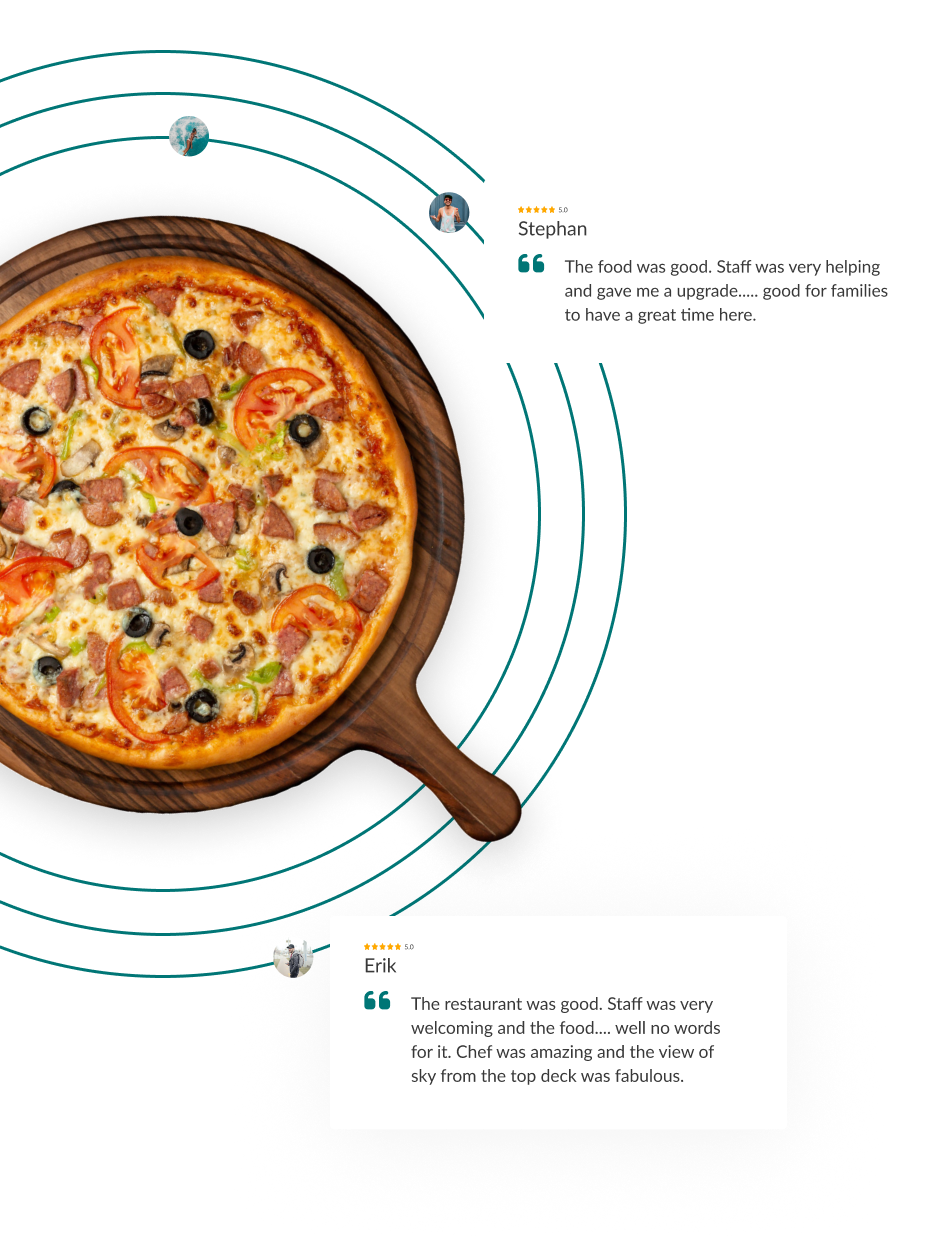 5.0
Stephan
“ The food was good. Staff was very helping
and gave me a upgrade..... good for families
to have a great time here.
5.0
Erik
“ The restaurant was good. Staff was very
welcoming and the food.... well no words
for it. Chef was amazing and the view of
sky from the top deck was fabulous.